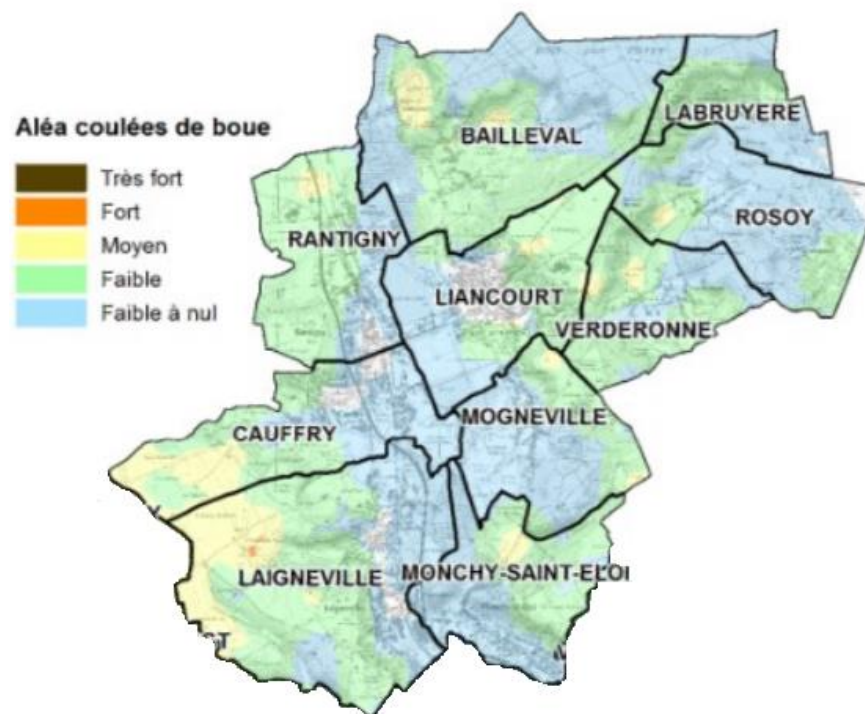 Aléa coulées de boue
Très fort
Fort
Moyen
Faible
Faible à nul
BAILLEVAL
LABRUYERE
RANTIGNY
ROSOY
LIANCOURT
VERDERONNE
CAUFFRY
MOGNEVILLE
LAIGNEVILLE
MONCHY-SAINT-ELOI